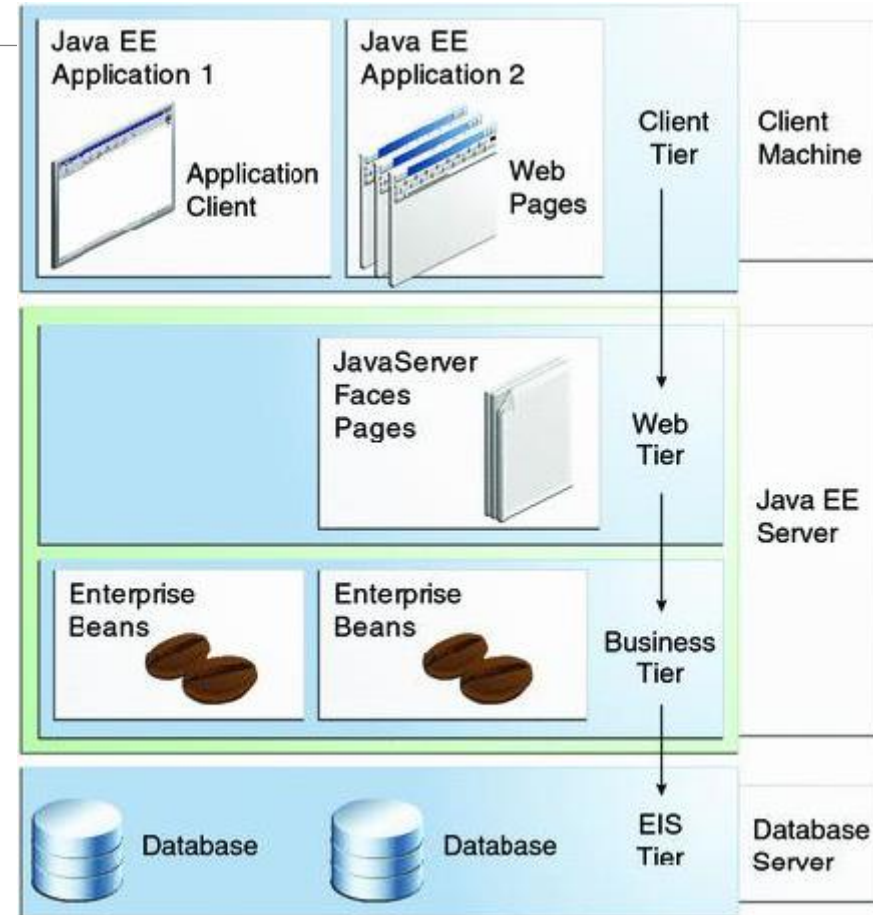 Java EE
Application 1
Application
Client
Java EE
Application 2
Web
Pages
Client
Tier
Client
Machine
JavaServer
Faces
Pages
Web
Tier
Java EE
Server
Enterprise
Beans
Enterprise
Beans
Business
Tier
Database
Database
EIS
Tier
Database
Server